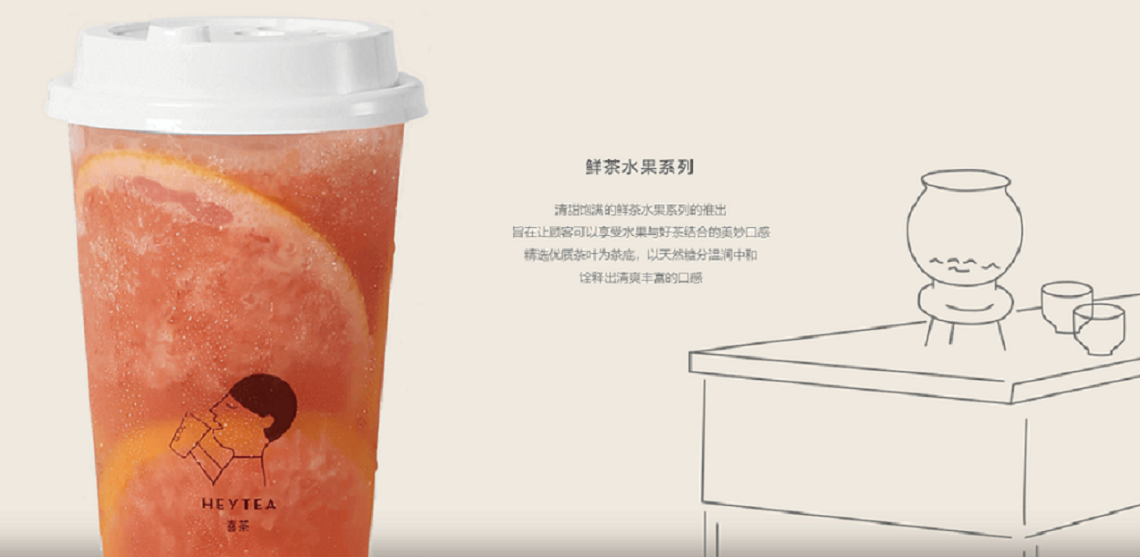 鲜茶水果系列
清甜饱满的鲜茶水果系列的推出
旨在让顾客可以享受水果与好茶结合的美妙口感
精选优质茶叶为茶底，以天然糖分温润中和
诠释出清爽丰富的口感
HEYTEA
喜茶